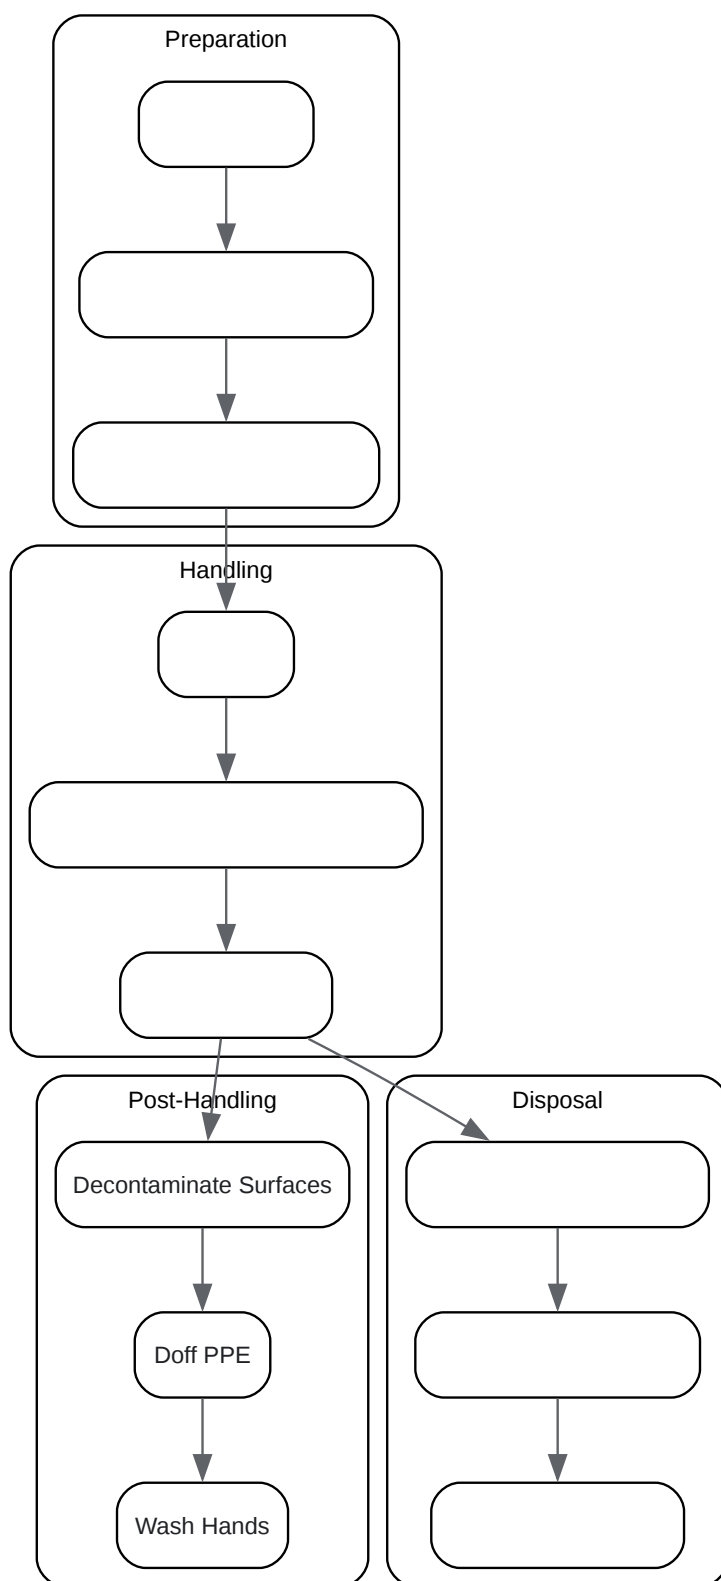 Preparation
Handling
Post-Handling
Disposal
Decontaminate Surfaces
Doff PPE
Wash Hands